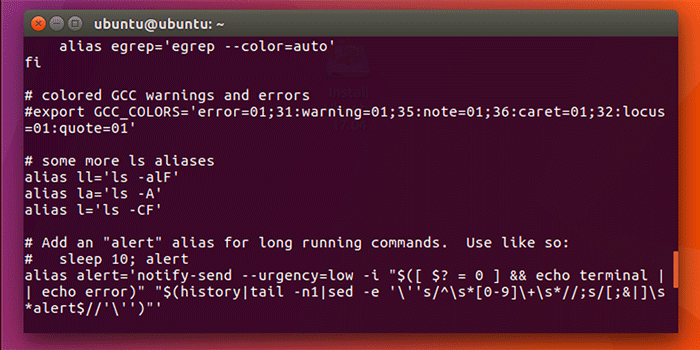 ubuntu@ubuntu: ~
    alias egrep='egrep --color=auto'
fi

# colored GCC warnings and errors
#export GCC_COLORS='error=01;31:warning=01;35:note=01;36:caret=01;32:locus
=01:quote=01'

# some more ls aliases
alias ll='ls -alF'
alias la='ls -A'
alias l='ls -CF'

# Add an "alert" alias for long running commands.  Use like so:
#   sleep 10; alert
alias alert='notify-send --urgency=low -i "$([ $? = 0 ] && echo terminal |
| echo error)" "$(history|tail -n1|sed -e '\''s/^\s*[0-9]\+\s*//;s/[;&|]\s
*alert$//'\'')"'